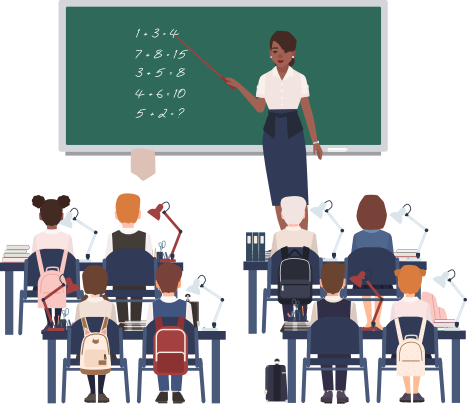 1 + 3 = 4
7 + 8 = 15
3 + 5 = 8
4 + 6 = 10
5 + 2 = ?